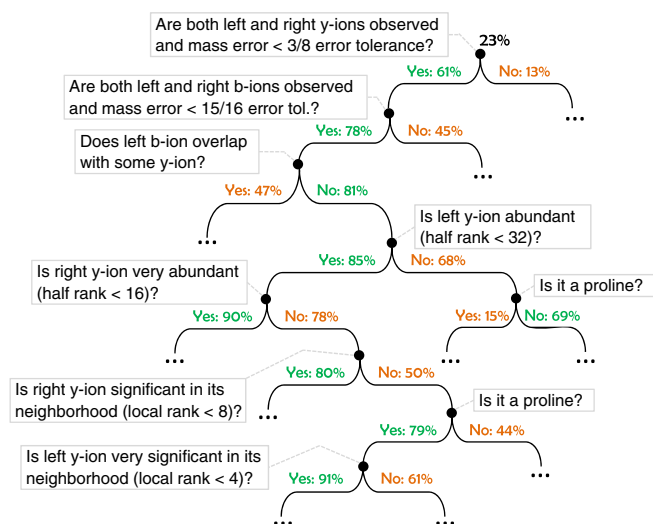 Are both left and right y-ions observed
and mass error < 3/8 error tolerance?
23%
Yes: 61%
No: 13%
...
Are both left and right b-ions observed
and mass error < 15/16 error tol.?
Yes: 78%
No: 45%
...
Does left b-ion overlap
with some y-ion?
Yes: 47%
No: 81%
...
Is left y-ion abundant
(half rank < 32)?
Yes: 85%
No: 68%
Is right y-ion very abundant
(half rank < 16)?
Is it a proline?
Yes: 90%
No: 78%
Yes: 15%
No: 69%
...
...
...
Is right y-ion significant in its
neighborhood (local rank < 8)?
Yes: 80%
No: 50%
...
Is it a proline?
Yes: 79%
No: 44%
...
Is left y-ion very significant in its
neighborhood (local rank < 4)?
Yes: 91%
No: 61%
...
...